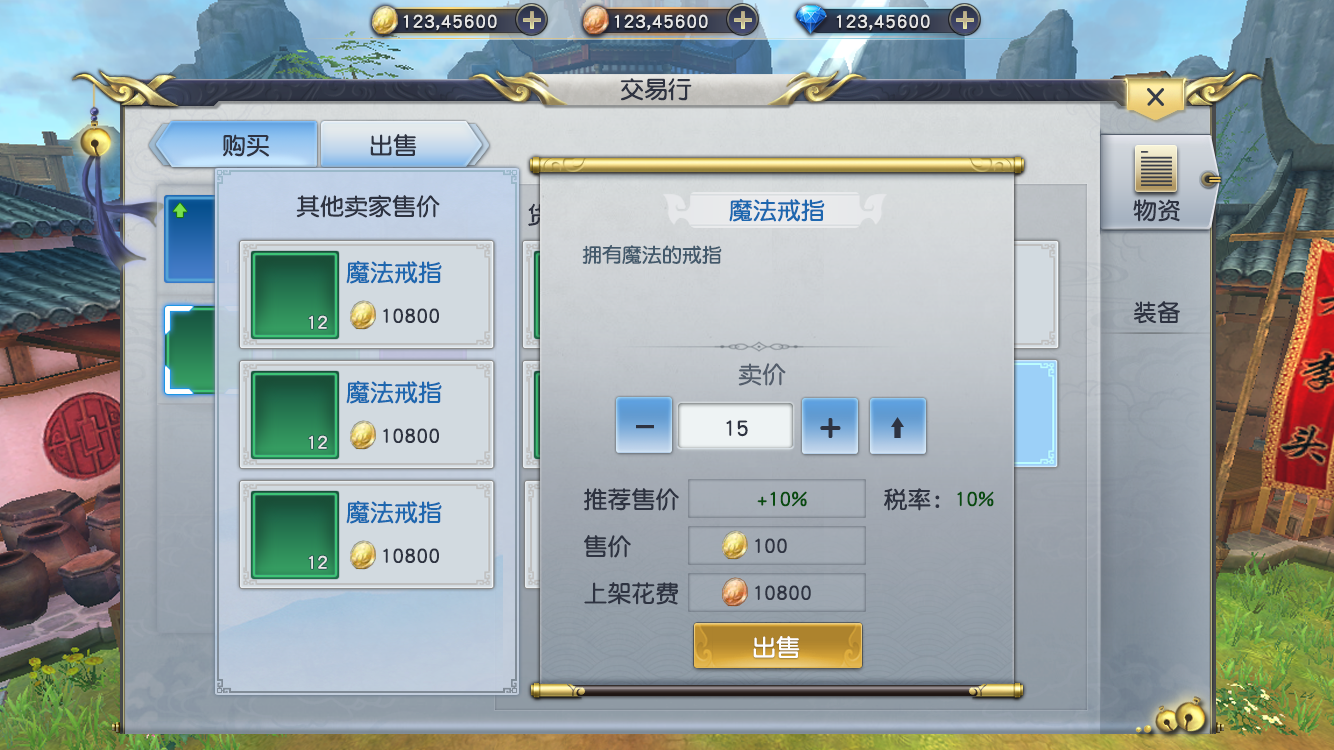 123,45600
123,45600
123,45600
交易行
购买
出售
其他卖家售价
魔法戒指
12
10800
魔法戒指
12
10800
魔法戒指
12
10800
魔法戒指
拥有魔法的戒指
卖价
15
推荐售价
+10%
税率：10%
售价
100
上架花费
10800
出售
物资
装备
李
头